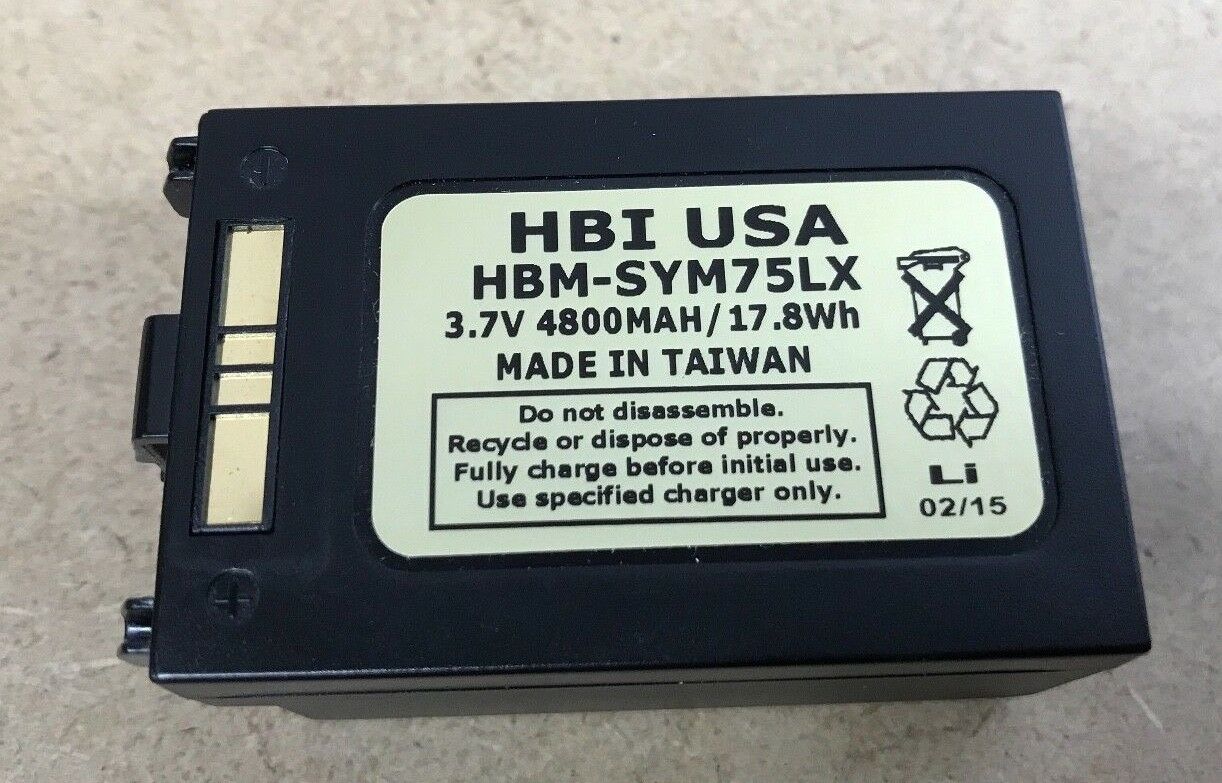 HBI USA
HBM-SYM75LX
3.7V 4800MAH/17.8Wh
MADE IN TAIWAN
Do not disassemble.
Recycle or dispose of properly.
Fully charge before initial use.
Use specified charger only.
Li
02/15